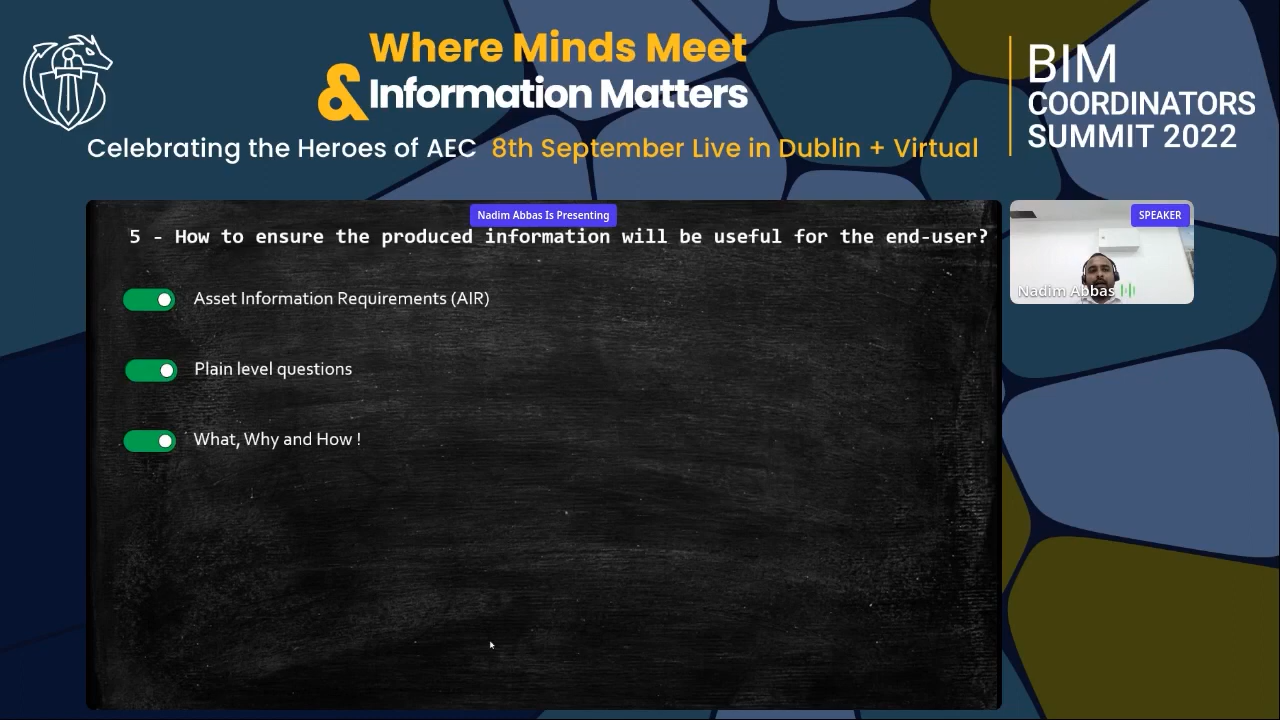 Where Minds Meet
& Information Matters
Celebrating the Heroes of AEC 8th September Live in Dublin + Virtual
BIM
COORDINATORS
SUMMIT 2022
Nadim Abbas Is Presenting
5 - How to ensure the produced information will be useful for the end-user?
Asset Information Requirements (AIR)
Plain level questions
What, Why and How !
SPEAKER
Nadim Abbas